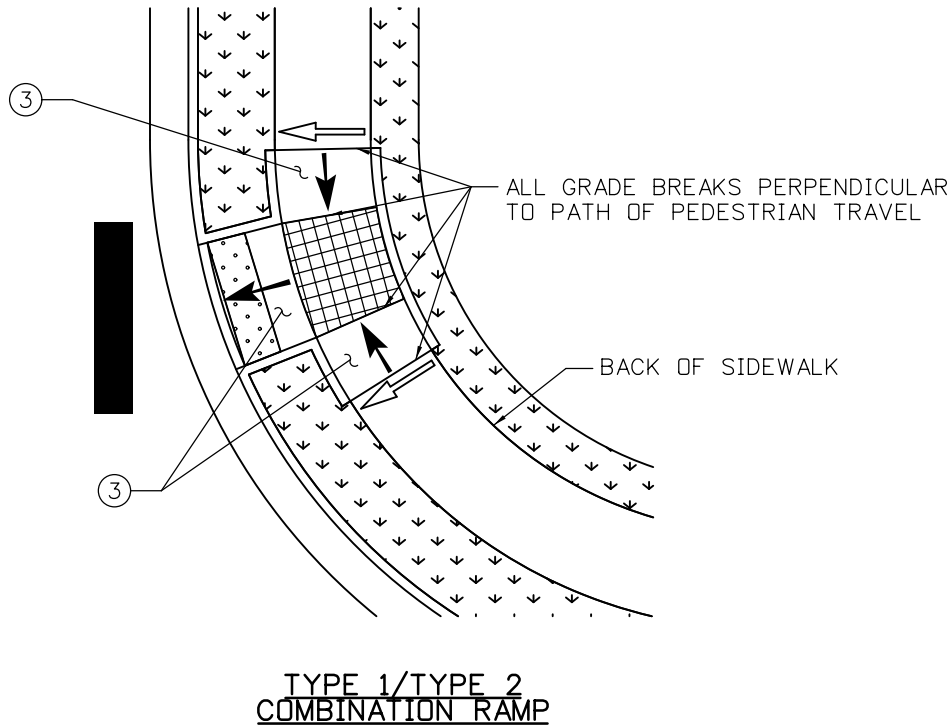 3
ALL GRADE BREAKS PERPENDICULAR
TO PATH OF PEDESTRIAN TRAVEL
BACK OF SIDEWALK
3
TYPE 1/TYPE 2
COMBINATION RAMP